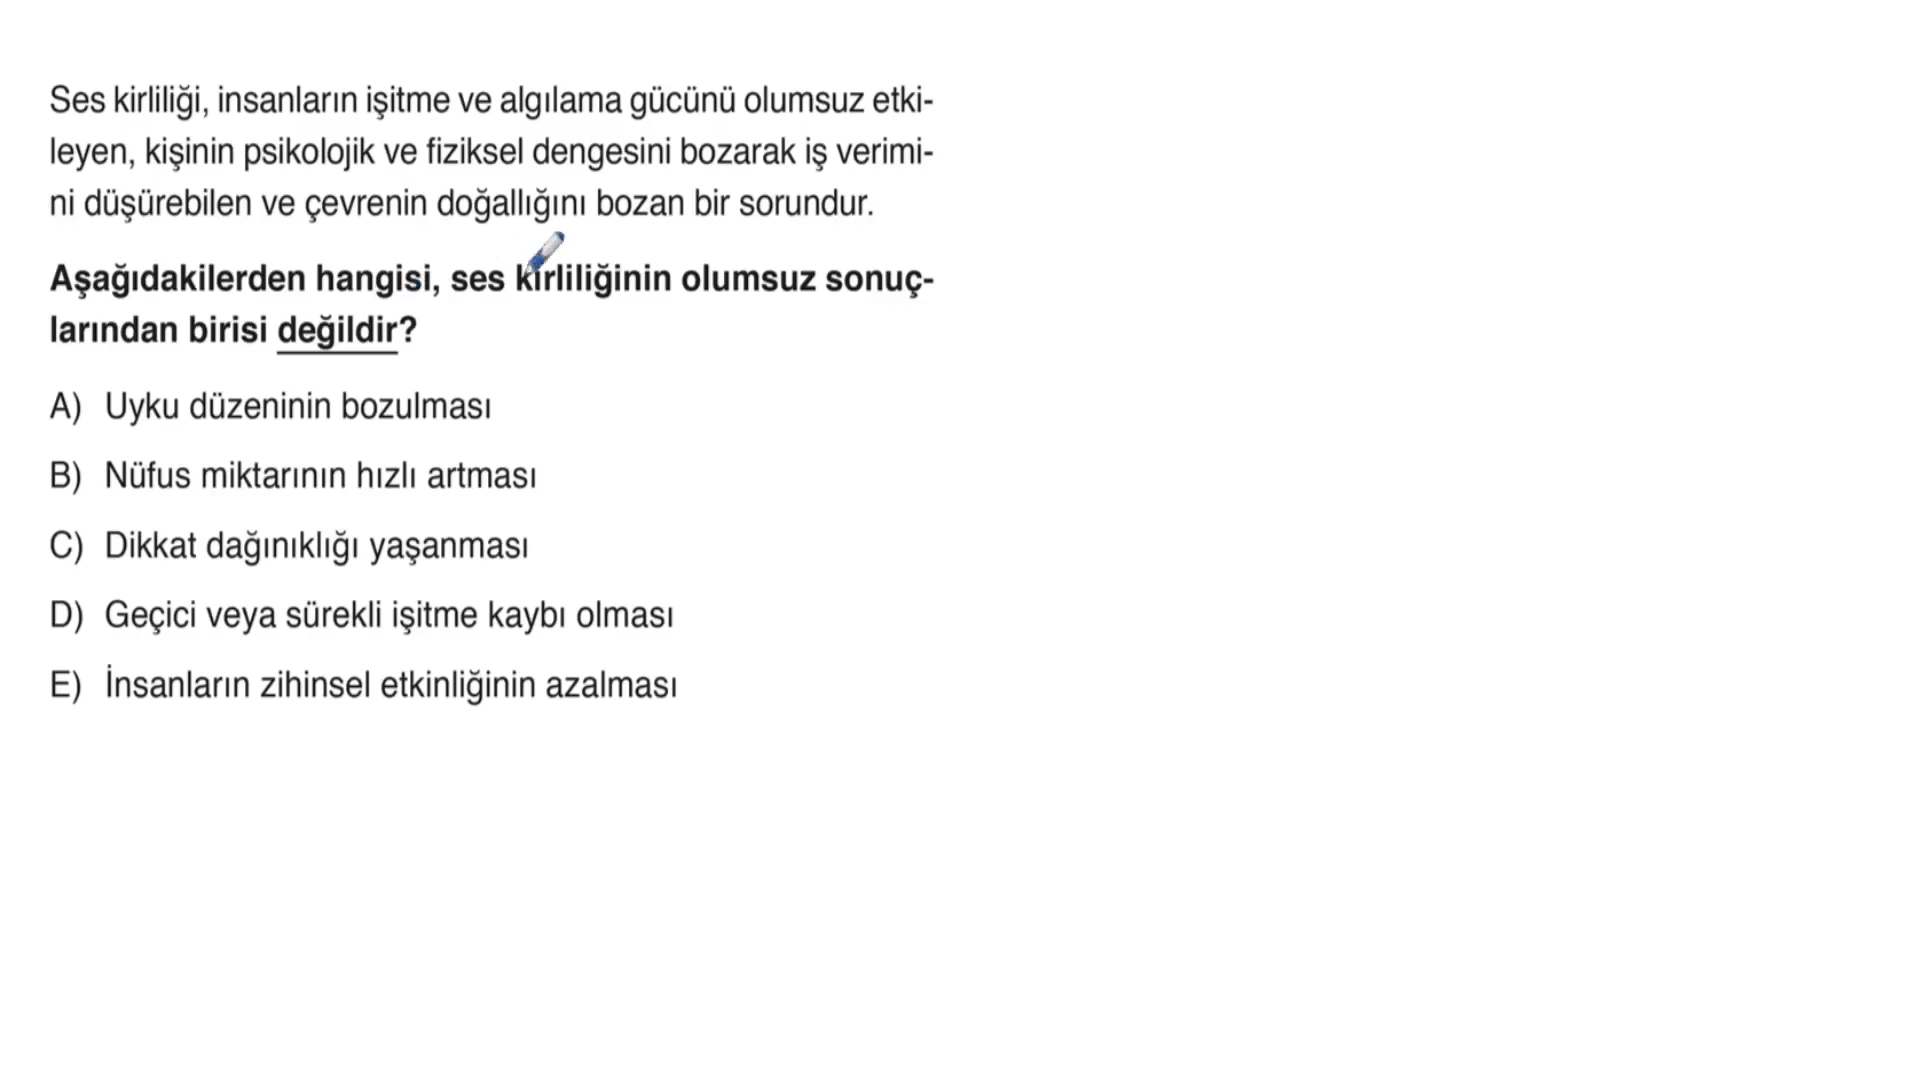 Ses kirliliği, insanların işitme ve algılama gücünü olumsuz etki-
leyen, kişinin psikolojik ve fiziksel dengesini bozarak iş verimi-
ni düşürebilen ve çevrenin doğallığını bozan bir sorundur.
Aşağıdakilerden hangisi, ses kirliliğinin olumsuz sonuç-
larından birisi değildir?
A) Uyku düzeninin bozulması
B) Nüfus miktarının hızlı artması
C) Dikkat dağınıklığı yaşanması
D) Geçici veya sürekli işitme kaybı olması
E) İnsanların zihinsel etkinliğinin azalması